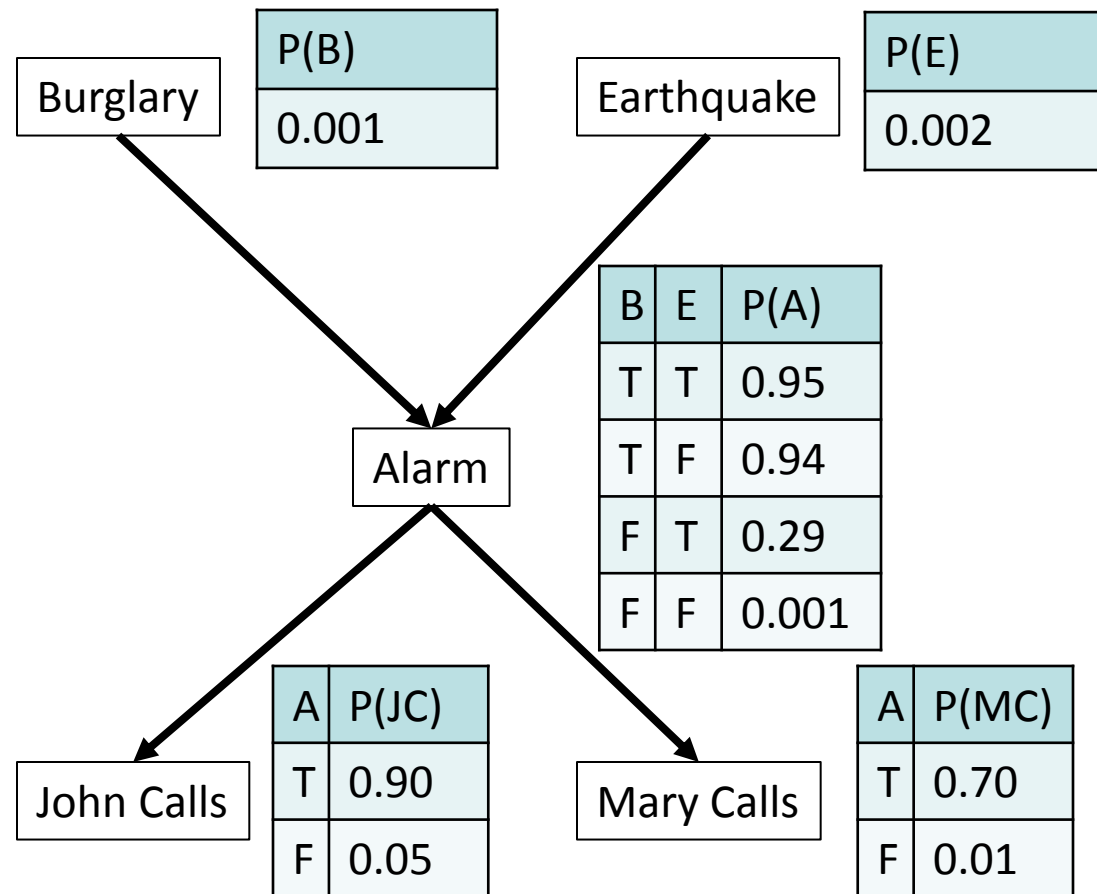 Burglary
P(B)
0.001
Earthquake
P(E)
0.002
Alarm
B E P(A)
T T 0.95
T F 0.94
F T 0.29
F F 0.001
John Calls
A P(JC)
T 0.90
F 0.05
Mary Calls
A P(MC)
T 0.70
F 0.01